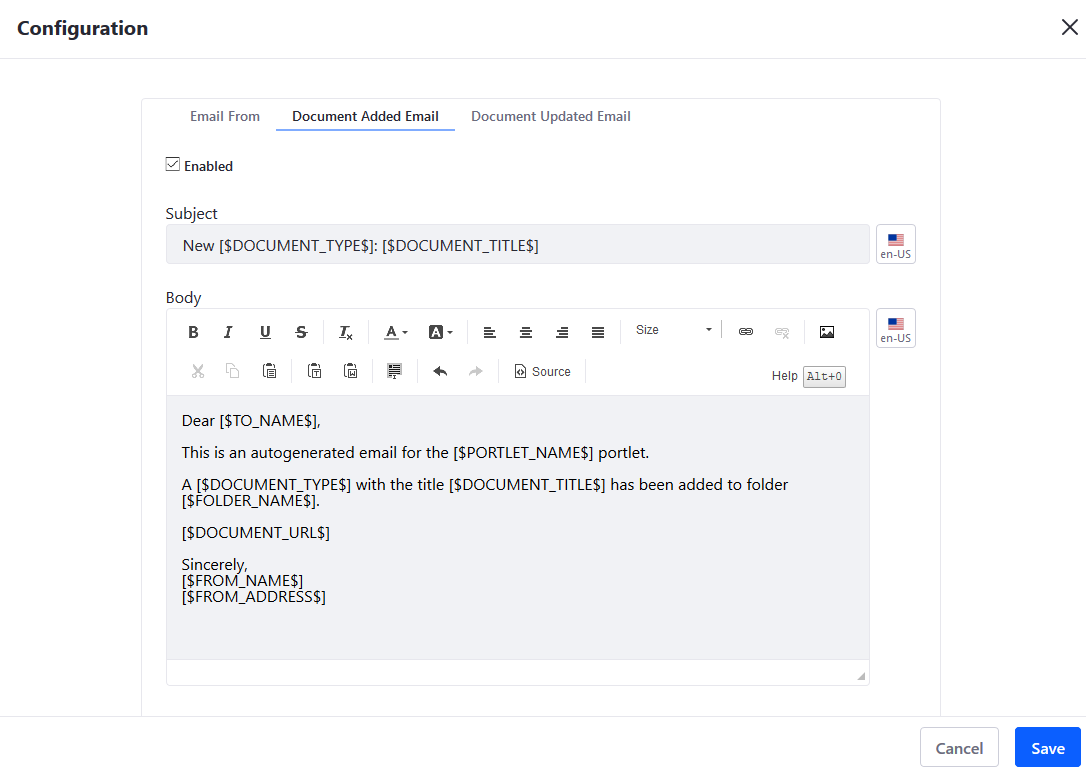 Configuration
Email From Document Added Email Document Updated Email
Enabled
Subject
New [$DOCUMENT_TYPE$]: [$DOCUMENT_TITLE$]
en-US
Body
B I U S Tx A A Size
en-US
Source Help Alt+0
Dear [$TO_NAME$],
This is an autogenerated email for the [$PORTLET_NAME$] portlet.
A [$DOCUMENT_TYPE$] with the title [$DOCUMENT_TITLE$] has been added to folder
[$FOLDER_NAME$].
[$DOCUMENT_URL$]
Sincerely,
[$FROM_NAME$]
[$FROM_ADDRESS$]
Cancel Save